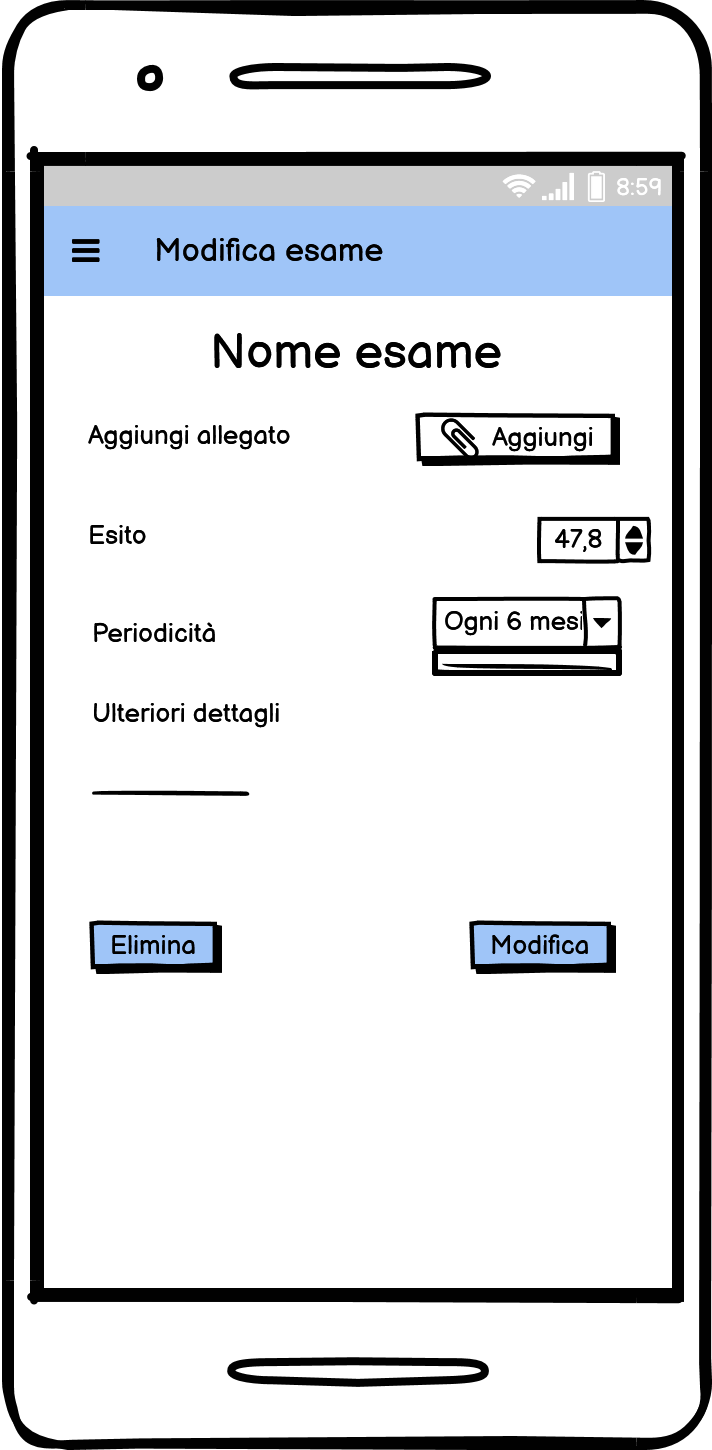 8:59
Modifica esame
Nome esame
Aggiungi allegato
Aggiungi
Esito
47,8
Periodicità
Ogni 6 mesi
Ulteriori dettagli
Elimina
Modifica